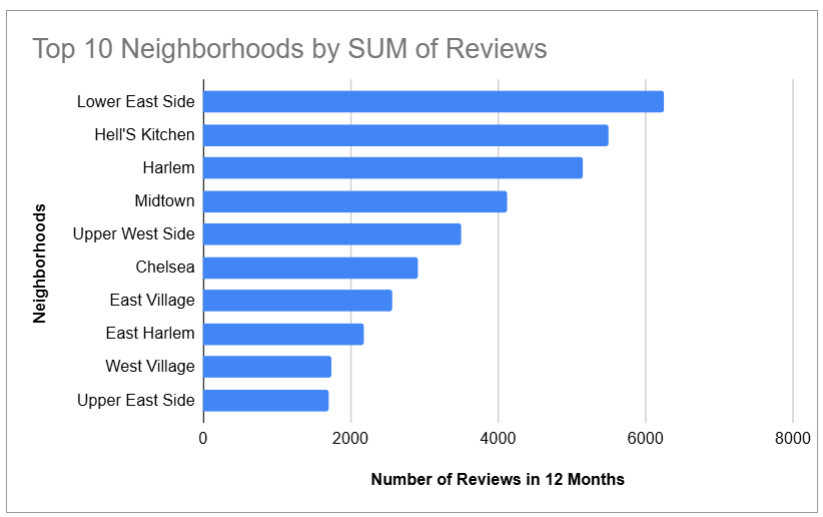 Top 10 Neighborhoods by SUM of Reviews
Neighborhoods
Lower East Side
Hell'S Kitchen
Harlem
Midtown
Upper West Side
Chelsea
East Village
East Harlem
West Village
Upper East Side
0 2000 4000 6000 8000
Number of Reviews in 12 Months